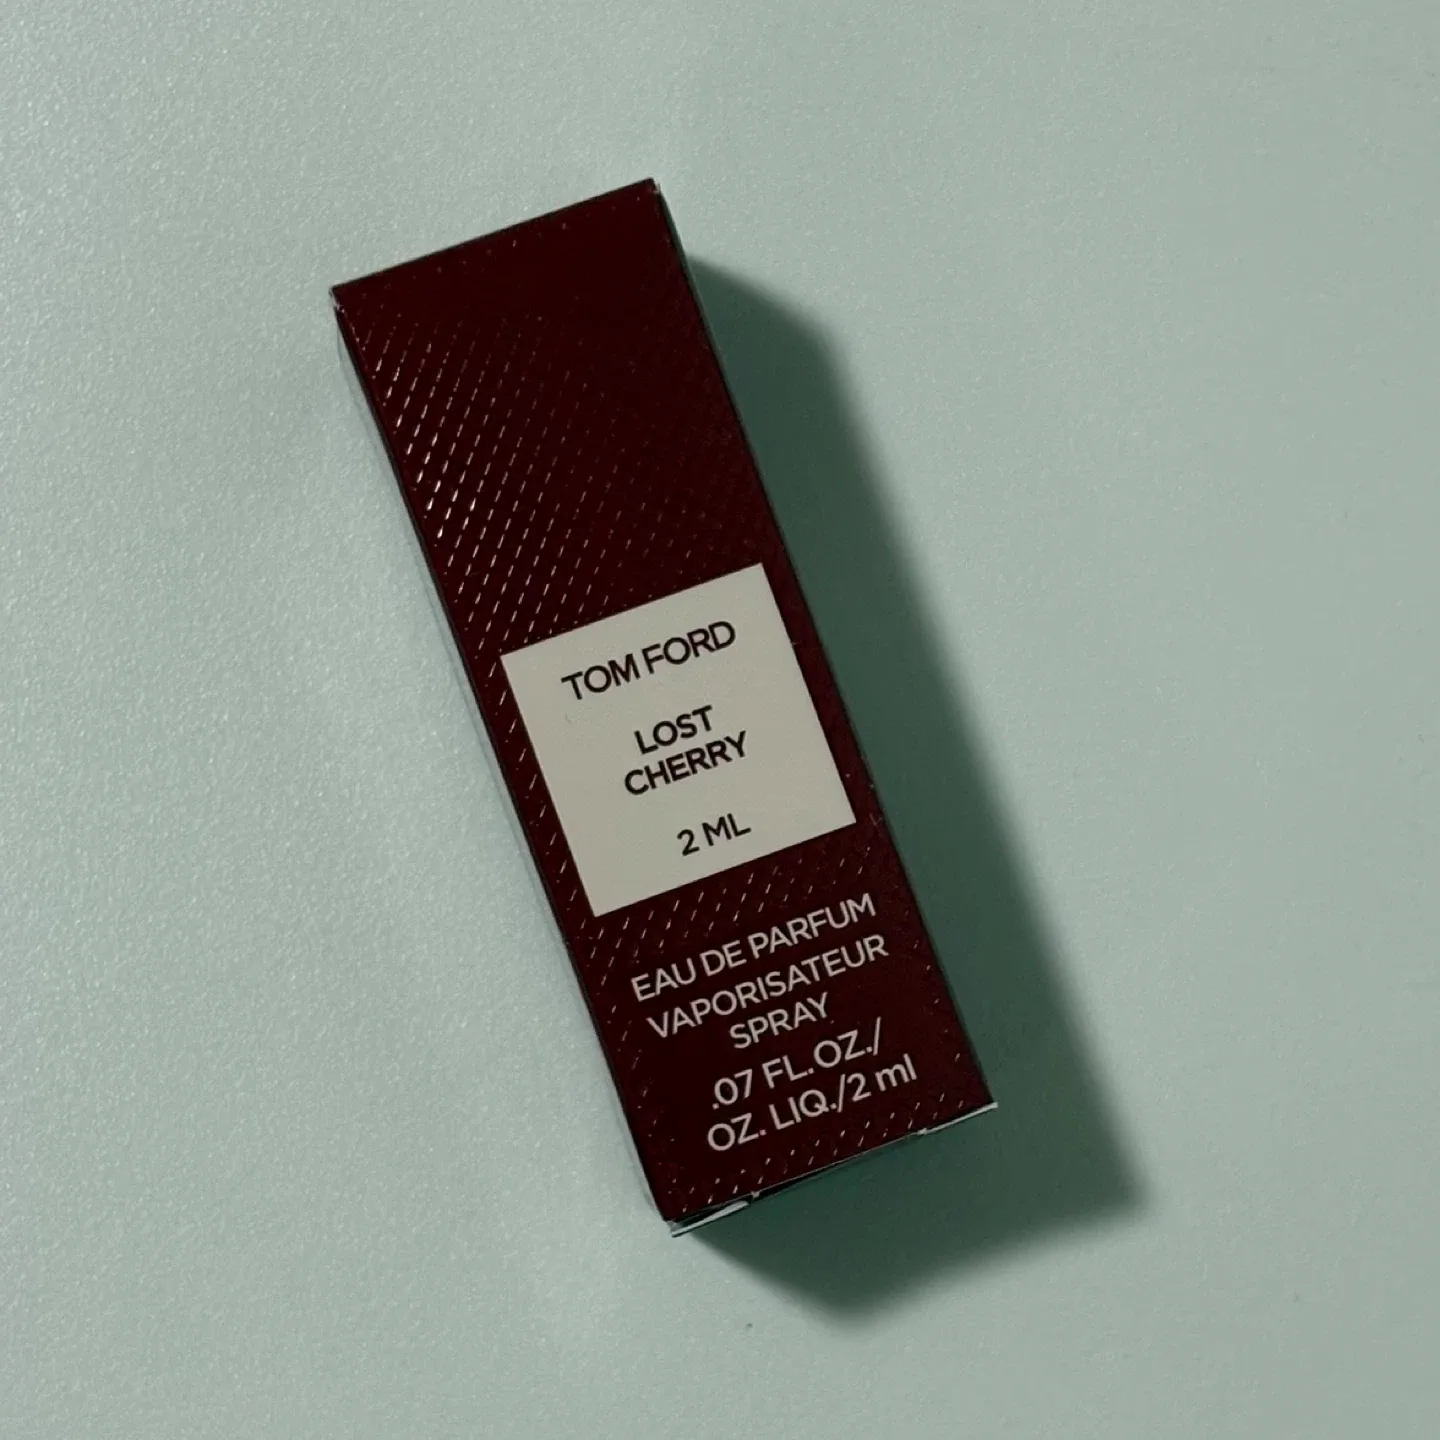 TOM FORD
LOST
CHERRY
2 ML
EAU DE PARFUM
VAPORISATEUR
SPRAY
.07 FL.OZ./
OZ. LIQ./2 ml